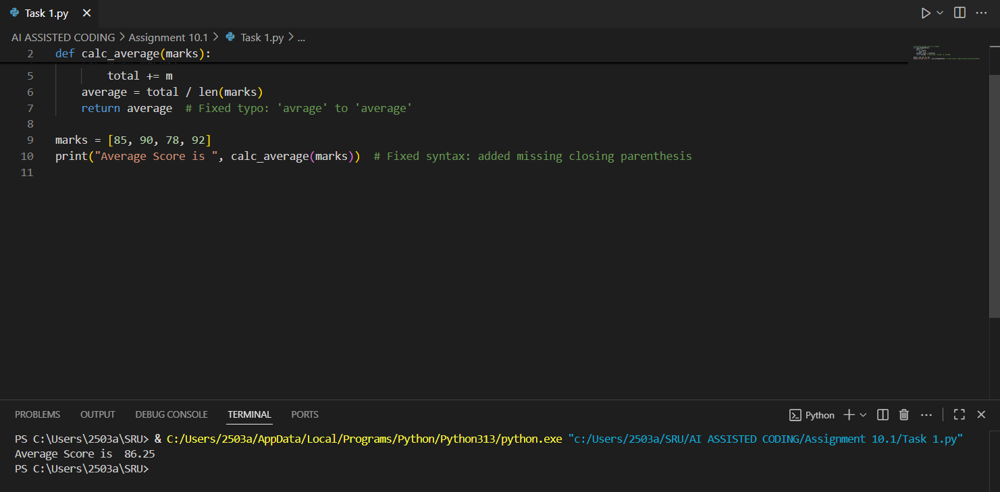 Task 1.py
AI ASSISTED CODING > Assignment 10.1 > Task 1.py > ...
2 def calc_average(marks):
5 total += m
6 average = total / len(marks)
7 return average  # Fixed typo: 'avrage' to 'average'
8
9 marks = [85, 90, 78, 92]
10 print("Average Score is ", calc_average(marks))  # Fixed syntax: added missing closing parenthesis
11
PROBLEMS OUTPUT DEBUG CONSOLE TERMINAL PORTS Python
PS C:\Users\2503a\SRU> & C:/Users/2503a/AppData/Local/Programs/Python/Python313/python.exe "c:/Users/2503a/SRU/AI ASSISTED CODING/Assignment 10.1/Task 1.py"
Average Score is  86.25
PS C:\Users\2503a\SRU>